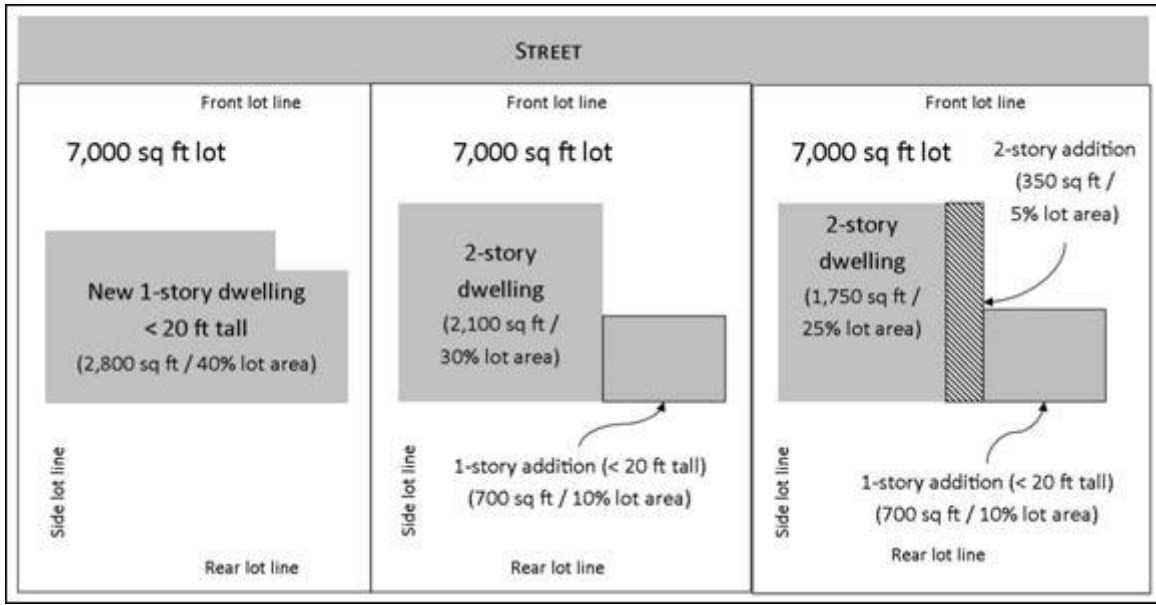 STREET
Front lot line
7,000 sq ft lot
New 1-story dwelling
< 20 ft tall
(2,800 sq ft / 40% lot area)
Side lot line
Rear lot line
Front lot line
7,000 sq ft lot
2-story
dwelling
(2,100 sq ft /
30% lot area)
1-story addition (< 20 ft tall)
(700 sq ft / 10% lot area)
Side lot line
Rear lot line
Front lot line
7,000 sq ft lot
2-story addition
(350 sq ft /
5% lot area)
2-story
dwelling
(1,750 sq ft /
25% lot area)
1-story addition (< 20 ft tall)
(700 sq ft / 10% lot area)
Side lot line
Rear lot line